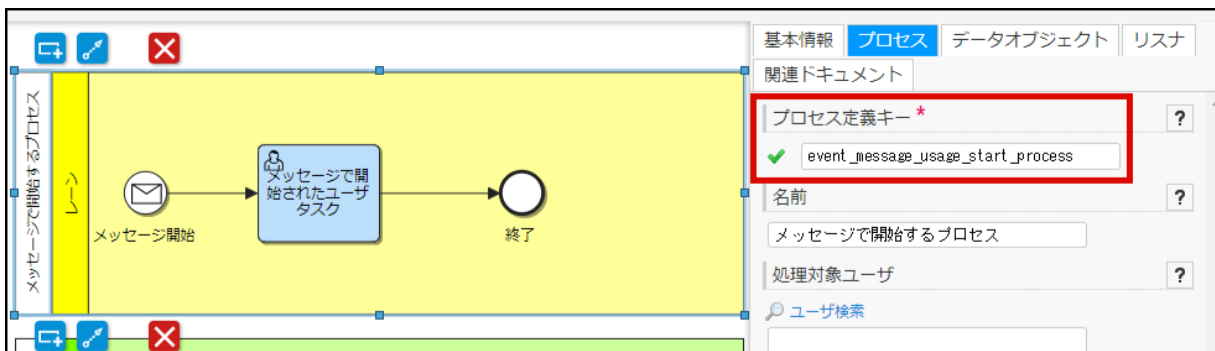 メッセージで開始するプロセス
レーン
メッセージ開始
メッセージで開
始されたユーザ
タスク
終了
基本情報 プロセス データオブジェクト リスナ
関連ドキュメント
プロセス定義キー * ?
event_message_usage_start_process
名前 ?
メッセージで開始するプロセス
処理対象ユーザ ?
ユーザ検索